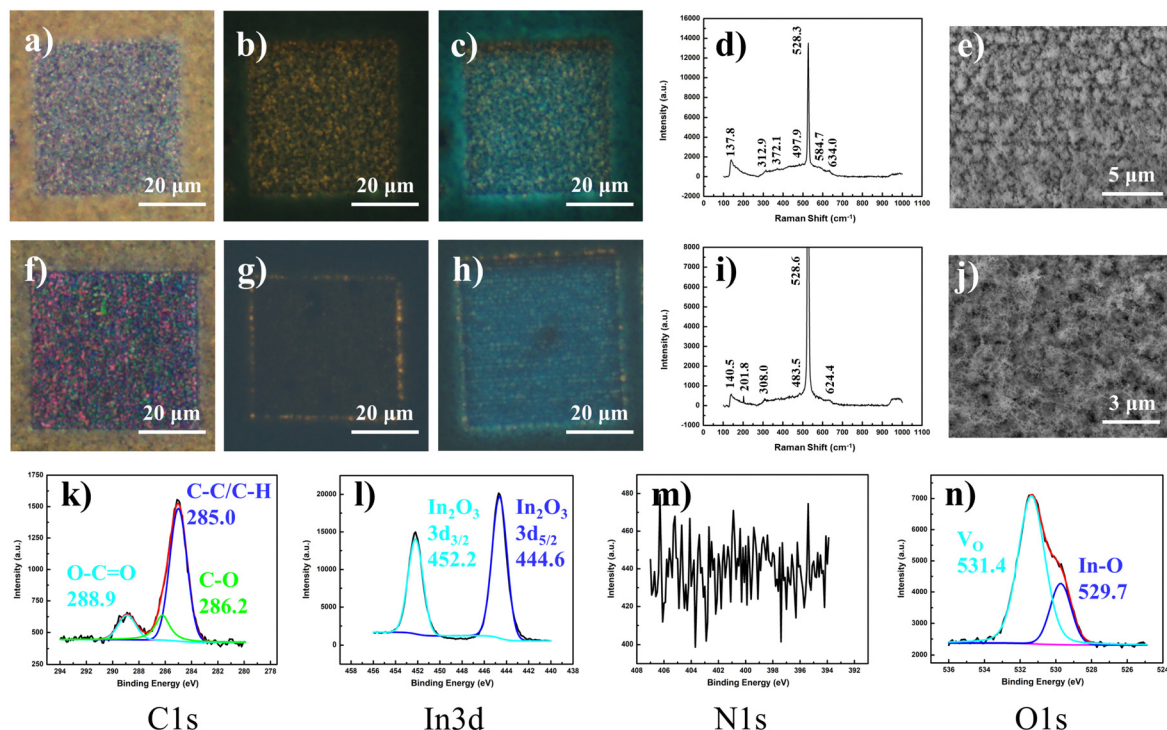 a)
20 μm
b)
20 μm
c)
20 μm
d)
528.3
137.8
312.9
372.1
497.9
584.7
634.0
16000
14000
12000
10000
8000
6000
4000
2000
0
-2000
Intensity (a.u.)
0 100 200 300 400 500 600 700 800 900 1000 1100
Raman Shift (cm⁻¹)
e)
5 μm
f)
20 μm
g)
20 μm
h)
20 μm
i)
528.6
140.5
201.8
308.0
483.5
624.4
8000
7000
6000
5000
4000
3000
2000
1000
0
-1000
Intensity (a.u.)
0 100 200 300 400 500 600 700 800 900 1000 1100
Raman Shift (cm⁻¹)
j)
3 μm
k)
C-C/C-H
285.0
O-C=O
288.9
C-O
286.2
1750
1500
1250
1000
750
500
250
Intensity (a.u.)
294 292 290 288 286 284 282 280 278
Binding Energy (eV)
C1s
l)
In₂O₃
3d₃/₂
452.2
In₂O₃
3d₅/₂
444.6
20000
15000
10000
5000
0
Intensity (a.u.)
456 454 452 450 448 446 444 442 440 438
Binding Energy (eV)
In3d
m)
480
470
460
450
440
430
420
410
400
Intensity (a.u.)
408 406 404 402 400 398 396 394 392
Binding Energy (eV)
N1s
n)
V_O
531.4
In-O
529.7
7000
6000
5000
4000
3000
2000
Intensity (a.u.)
536 534 532 530 528 526 524
Binding Energy (eV)
O1s